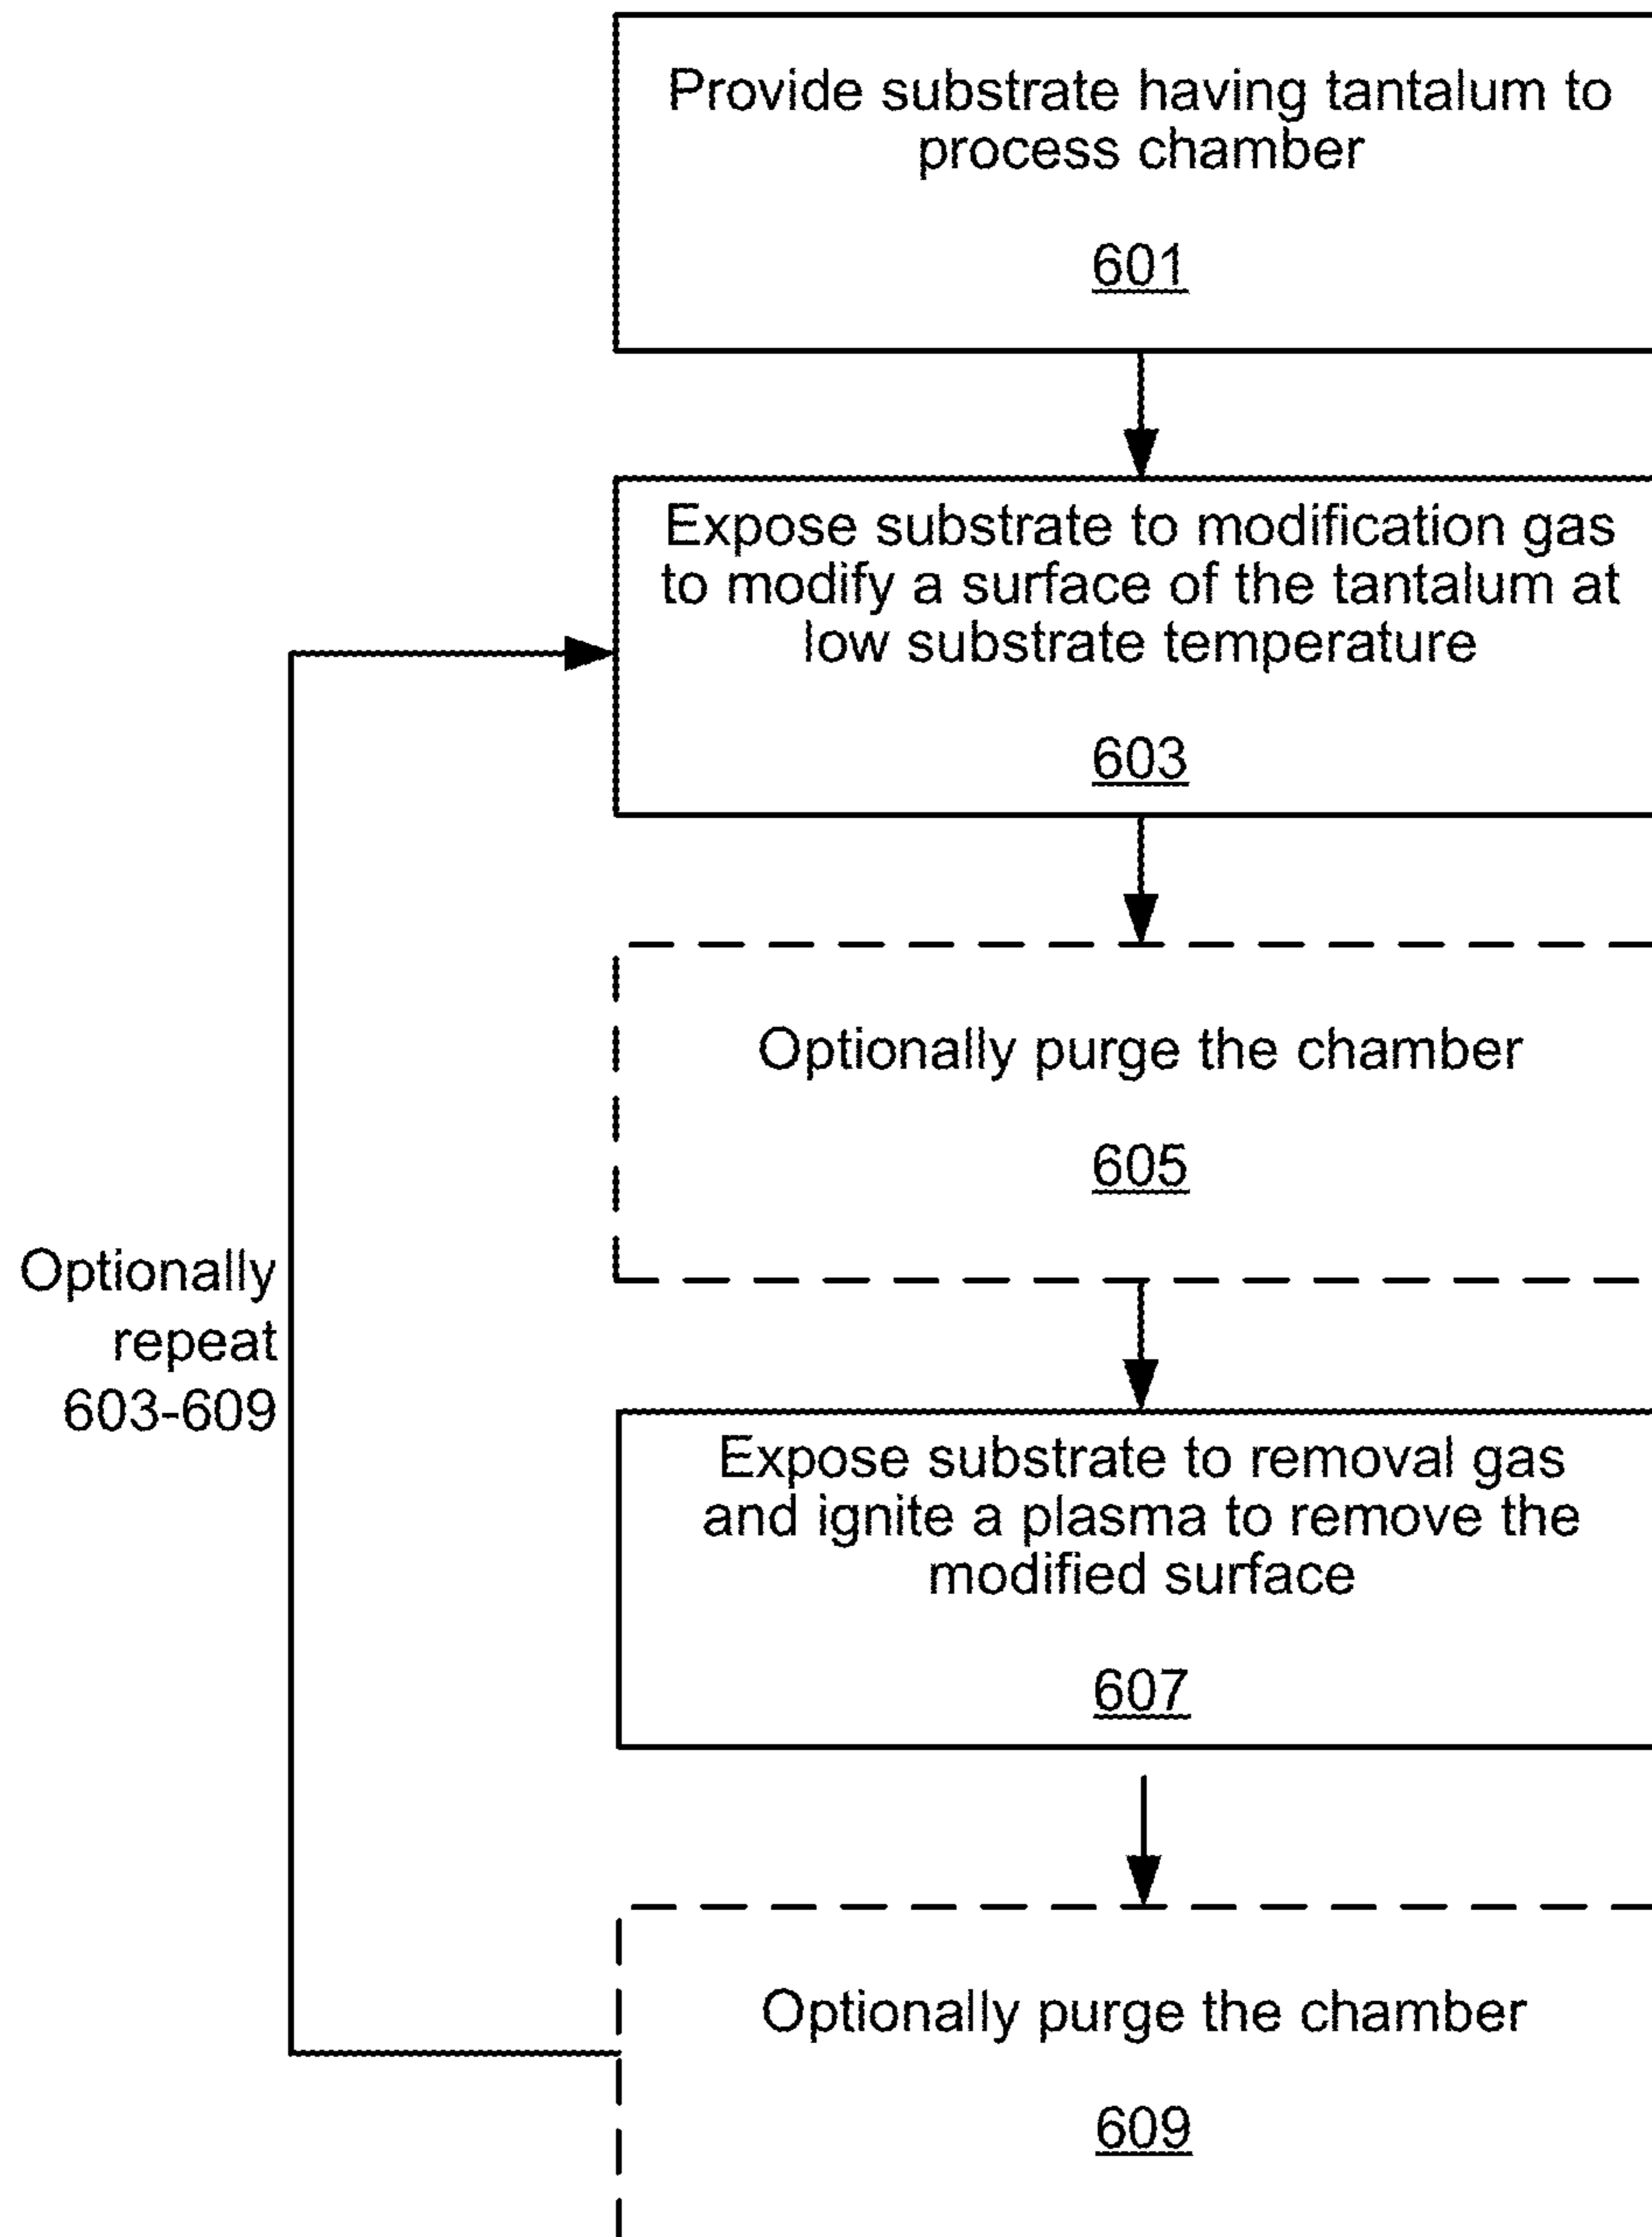 Provide substrate having tantalum to
process chamber
601
Expose substrate to modification gas
to modify a surface of the tantalum at
low substrate temperature
603
Optionally purge the chamber
605
Optionally
repeat
603-609
Expose substrate to removal gas
and ignite a plasma to remove the
modified surface
607
Optionally purge the chamber
609